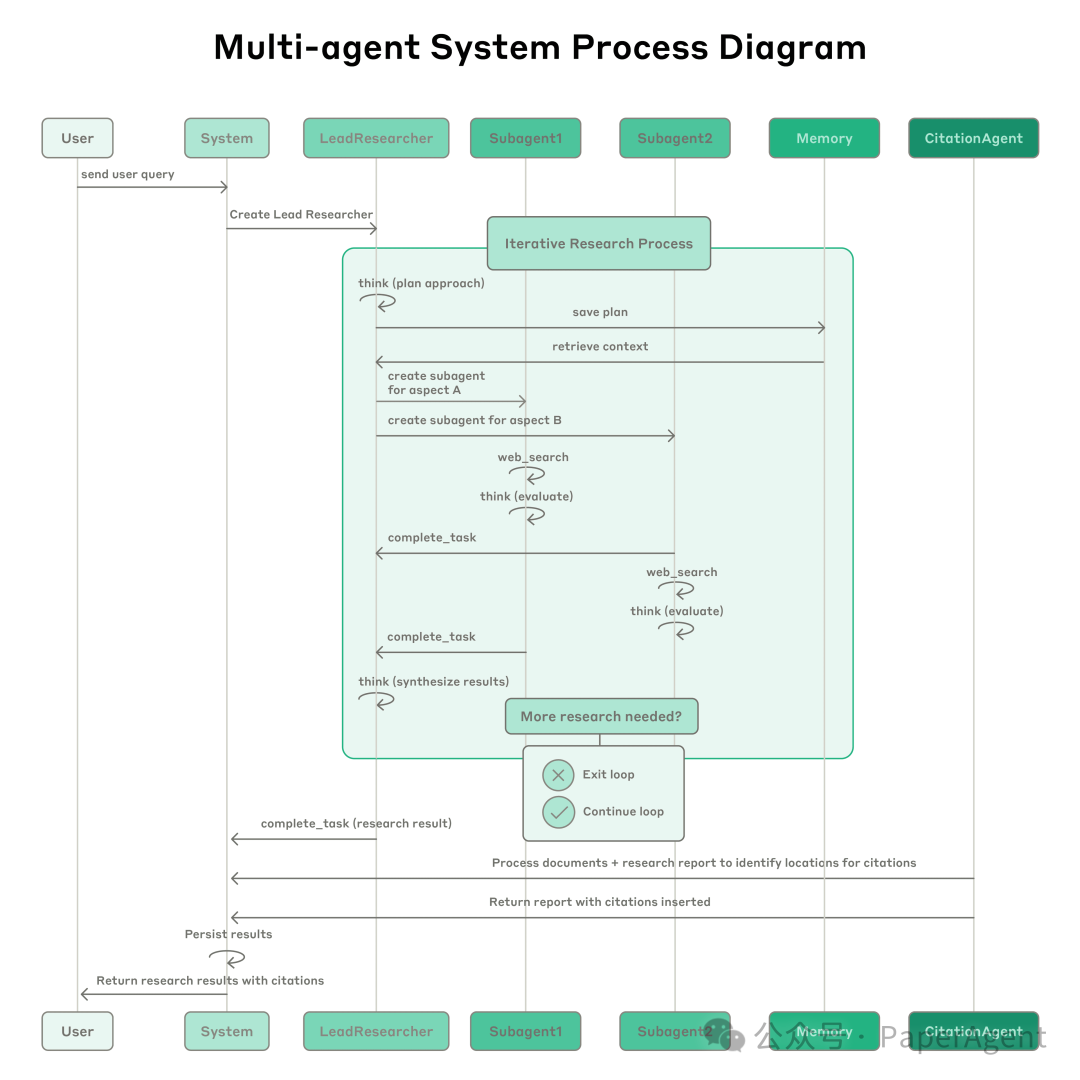 Multi-agent System Process Diagram
User
System
LeadResearcher
Subagent1
Subagent2
Memory
CitationAgent
send user query
Create Lead Researcher
Iterative Research Process
think (plan approach)
save plan
retrieve context
create subagent
for aspect A
create subagent for aspect B
web_search
think (evaluate)
complete_task
web_search
think (evaluate)
complete_task
think (synthesize results)
More research needed?
Exit loop
Continue loop
complete_task (research result)
Process documents + research report to identify locations for citations
Return report with citations inserted
Persist results
Return research results with citations
User
System
LeadResearcher
Subagent1
Subagent2
Memory
CitationAgent
公众号 · PaperAgent